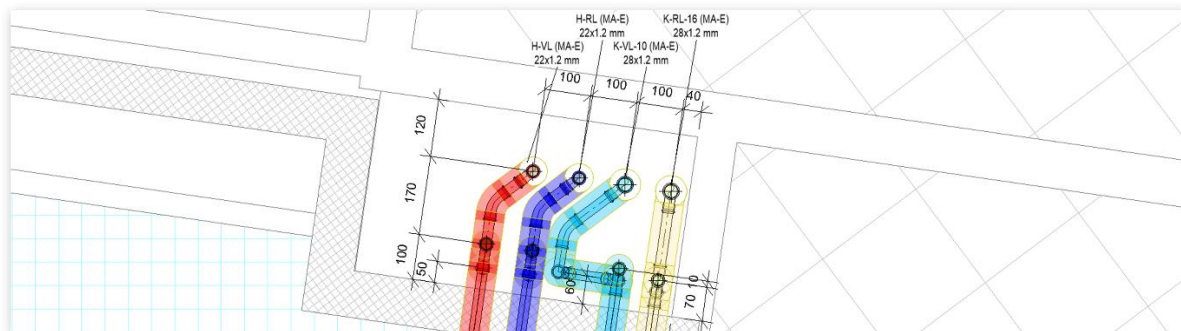 H-RL (MA-E)
22x1.2 mm
K-RL-16 (MA-E)
28x1.2 mm
H-VL (MA-E)
22x1.2 mm
K-VL-10 (MA-E)
28x1.2 mm
100
100
100
40
120
170
100
50
60
10
70